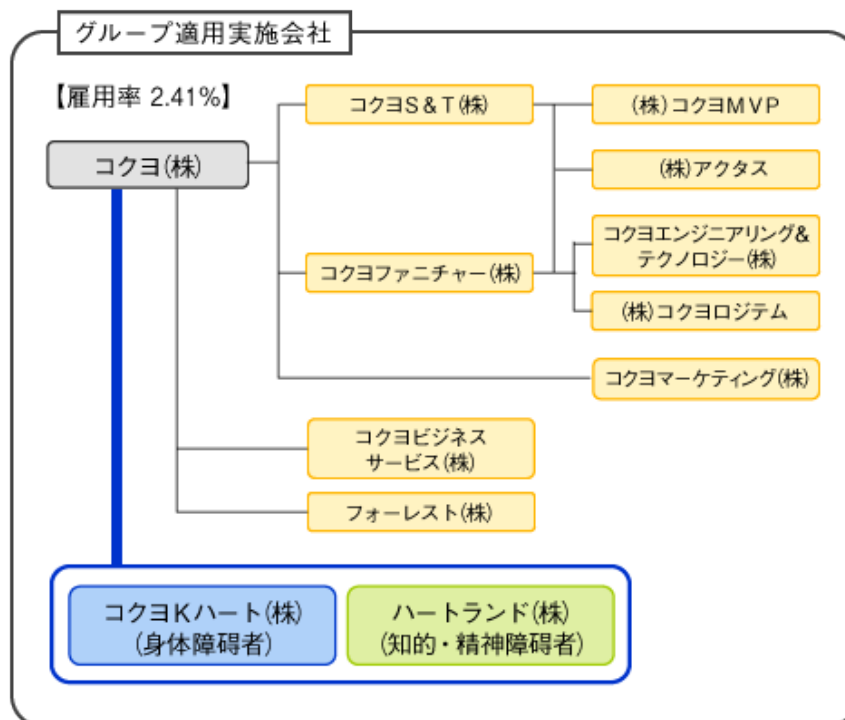 グループ適用実施会社
【雇用率 2.41%】
コクヨ(株)
コクヨS&T(株)
(株)コクヨMVP
(株)アクタス
コクヨファニチャー(株)
コクヨエンジニアリング&
テクノロジー(株)
(株)コクヨロジテム
コクヨマーケティング(株)
コクヨビジネス
サービス(株)
フォーレスト(株)
コクヨKハート(株)
(身体障碍者)
ハートランド(株)
(知的・精神障碍者)